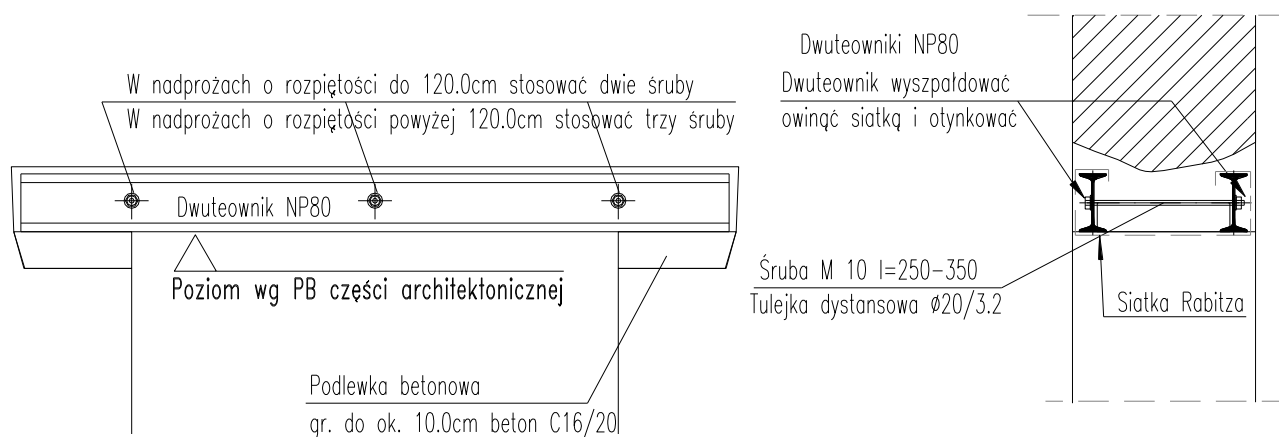 W nadprożach o rozpiętości do 120.0cm stosować dwie śruby
W nadprożach o rozpiętości powyżej 120.0cm stosować trzy śruby
Dwuteownik NP80
Poziom wg PB części architektonicznej
Podlewka betonowa
gr. do ok. 10.0cm beton C16/20
Dwuteowniki NP80
Dwuteownik wyszpałdować
owinąć siatką i otynkować
Śruba M 10 l=250-350
Tulejka dystansowa Ø20/3.2
Siatka Rabitza